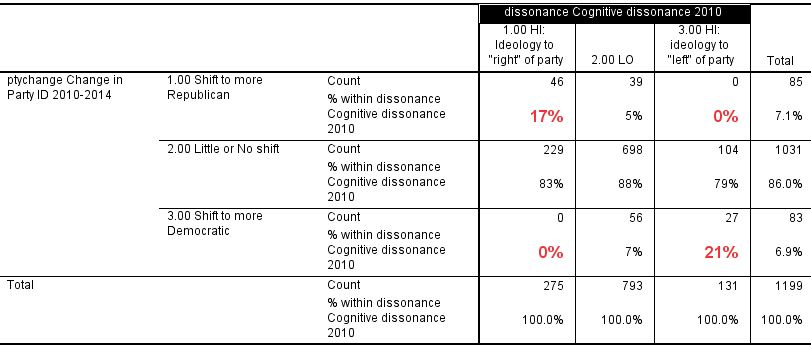 dissonance Cognitive dissonance 2010
1.00 HI: Ideology to "right" of party 2.00 LO 3.00 HI: ideology to "left" of party Total
ptychange Change in Party ID 2010-2014 1.00 Shift to more Republican Count 46 39 0 85
% within dissonance Cognitive dissonance 2010 17% 5% 0% 7.1%
2.00 Little or No shift Count 229 698 104 1031
% within dissonance Cognitive dissonance 2010 83% 88% 79% 86.0%
3.00 Shift to more Democratic Count 0 56 27 83
% within dissonance Cognitive dissonance 2010 0% 7% 21% 6.9%
Total Count 275 793 131 1199
% within dissonance Cognitive dissonance 2010 100.0% 100.0% 100.0% 100.0%